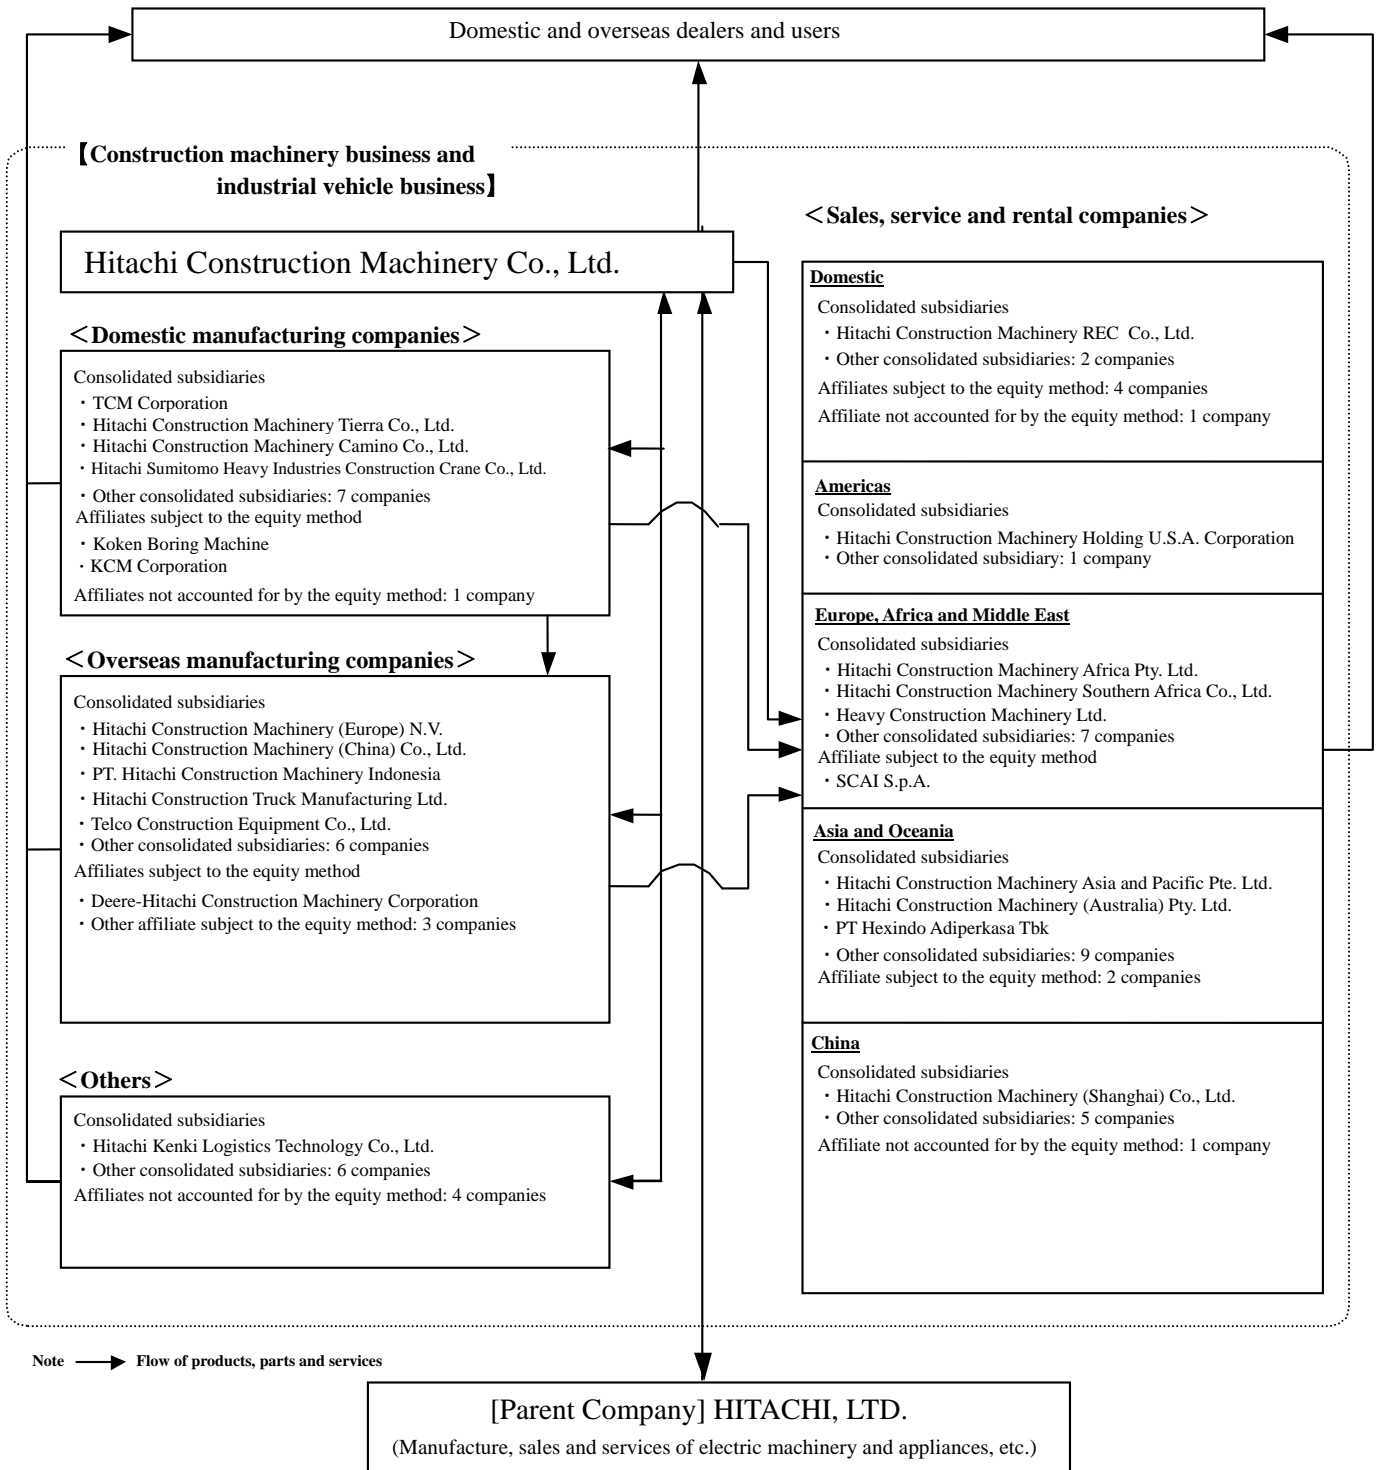 Domestic and overseas dealers and users
【Construction machinery business and
industrial vehicle business】
Hitachi Construction Machinery Co., Ltd.
＜Domestic manufacturing companies＞
Consolidated subsidiaries
・TCM Corporation
・Hitachi Construction Machinery Tierra Co., Ltd.
・Hitachi Construction Machinery Camino Co., Ltd.
・Hitachi Sumitomo Heavy Industries Construction Crane Co., Ltd.
・Other consolidated subsidiaries: 7 companies
Affiliates subject to the equity method
・Koken Boring Machine
・KCM Corporation
Affiliates not accounted for by the equity method: 1 company
＜Overseas manufacturing companies＞
Consolidated subsidiaries
・Hitachi Construction Machinery (Europe) N.V.
・Hitachi Construction Machinery (China) Co., Ltd.
・PT. Hitachi Construction Machinery Indonesia
・Hitachi Construction Truck Manufacturing Ltd.
・Telco Construction Equipment Co., Ltd.
・Other consolidated subsidiaries: 6 companies
Affiliates subject to the equity method
・Deere-Hitachi Construction Machinery Corporation
・Other affiliate subject to the equity method: 3 companies
＜Others＞
Consolidated subsidiaries
・Hitachi Kenki Logistics Technology Co., Ltd.
・Other consolidated subsidiaries: 6 companies
Affiliates not accounted for by the equity method: 4 companies
＜Sales, service and rental companies＞
Domestic
Consolidated subsidiaries
・Hitachi Construction Machinery REC Co., Ltd.
・Other consolidated subsidiaries: 2 companies
Affiliates subject to the equity method: 4 companies
Affiliate not accounted for by the equity method: 1 company
Americas
Consolidated subsidiaries
・Hitachi Construction Machinery Holding U.S.A. Corporation
・Other consolidated subsidiary: 1 company
Europe, Africa and Middle East
Consolidated subsidiaries
・Hitachi Construction Machinery Africa Pty. Ltd.
・Hitachi Construction Machinery Southern Africa Co., Ltd.
・Heavy Construction Machinery Ltd.
・Other consolidated subsidiaries: 7 companies
Affiliate subject to the equity method
・SCAI S.p.A.
Asia and Oceania
Consolidated subsidiaries
・Hitachi Construction Machinery Asia and Pacific Pte. Ltd.
・Hitachi Construction Machinery (Australia) Pty. Ltd.
・PT Hexindo Adiperkasa Tbk
・Other consolidated subsidiaries: 9 companies
Affiliate subject to the equity method: 2 companies
China
Consolidated subsidiaries
・Hitachi Construction Machinery (Shanghai) Co., Ltd.
・Other consolidated subsidiaries: 5 companies
Affiliate not accounted for by the equity method: 1 company
Note Flow of products, parts and services
[Parent Company] HITACHI, LTD.
(Manufacture, sales and services of electric machinery and appliances, etc.)